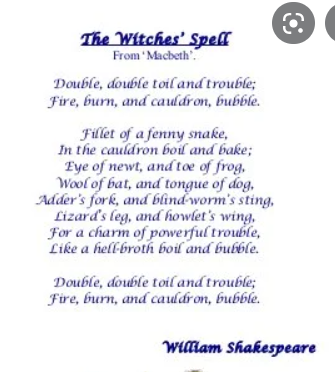 The Witches' Spell
From 'Macbeth'.
Double, double toil and trouble;
Fire, burn, and cauldron, bubble.
Fillet of a fenny snake,
In the cauldron boil and bake;
Eye of newt, and toe of frog,
Wool of bat, and tongue of dog,
Adder's fork, and blind-worm's sting,
Lizard's leg, and howlet's wing,
For a charm of powerful trouble,
Like a hell-broth boil and bubble.
Double, double toil and trouble;
Fire, burn, and cauldron, bubble.
William Shakespeare